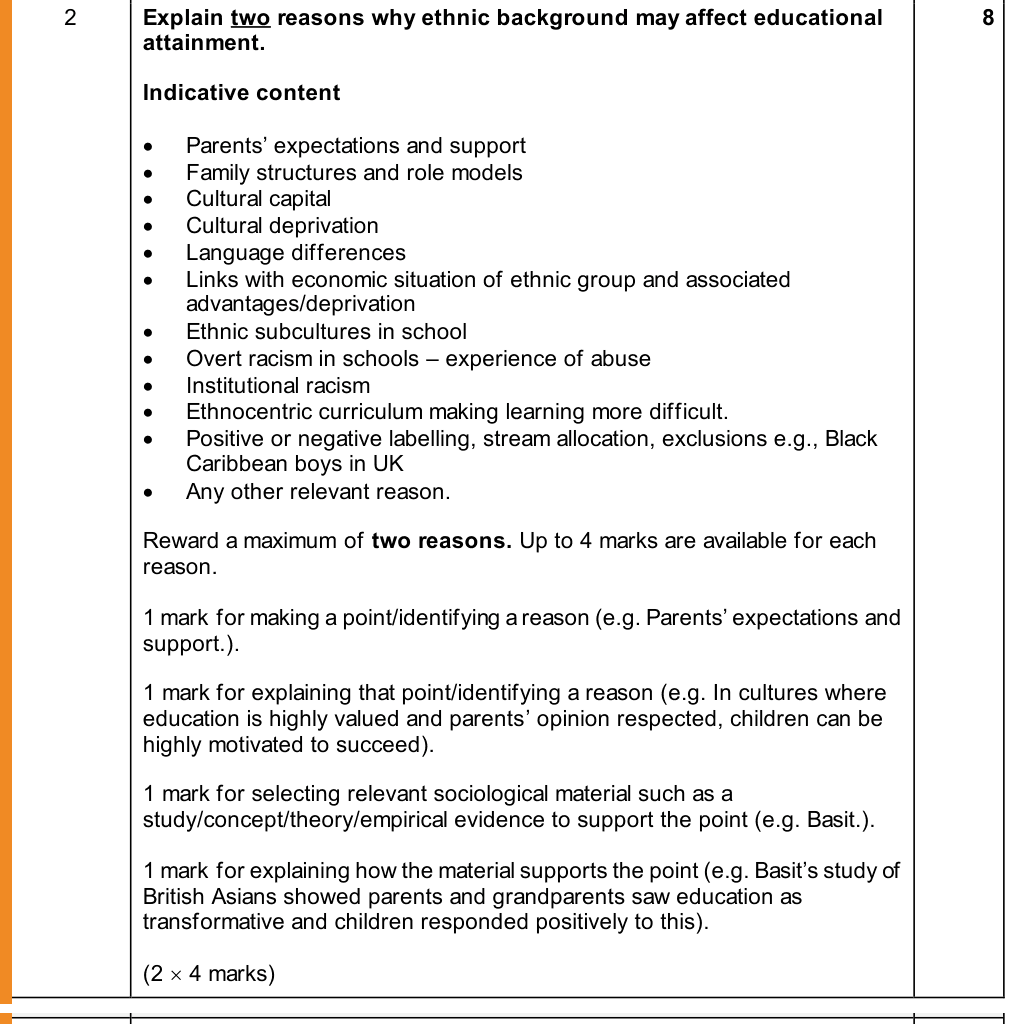 2
Explain two reasons why ethnic background may affect educational
attainment.
8
Indicative content
• Parents’ expectations and support
• Family structures and role models
• Cultural capital
• Cultural deprivation
• Language differences
• Links with economic situation of ethnic group and associated
advantages/deprivation
• Ethnic subcultures in school
• Overt racism in schools – experience of abuse
• Institutional racism
• Ethnocentric curriculum making learning more difficult.
• Positive or negative labelling, stream allocation, exclusions e.g., Black
Caribbean boys in UK
• Any other relevant reason.
Reward a maximum of two reasons. Up to 4 marks are available for each
reason.
1 mark for making a point/identifying a reason (e.g. Parents’ expectations and
support.).
1 mark for explaining that point/identifying a reason (e.g. In cultures where
education is highly valued and parents’ opinion respected, children can be
highly motivated to succeed).
1 mark for selecting relevant sociological material such as a
study/concept/theory/empirical evidence to support the point (e.g. Basit.).
1 mark for explaining how the material supports the point (e.g. Basit’s study of
British Asians showed parents and grandparents saw education as
transformative and children responded positively to this).
(2 × 4 marks)